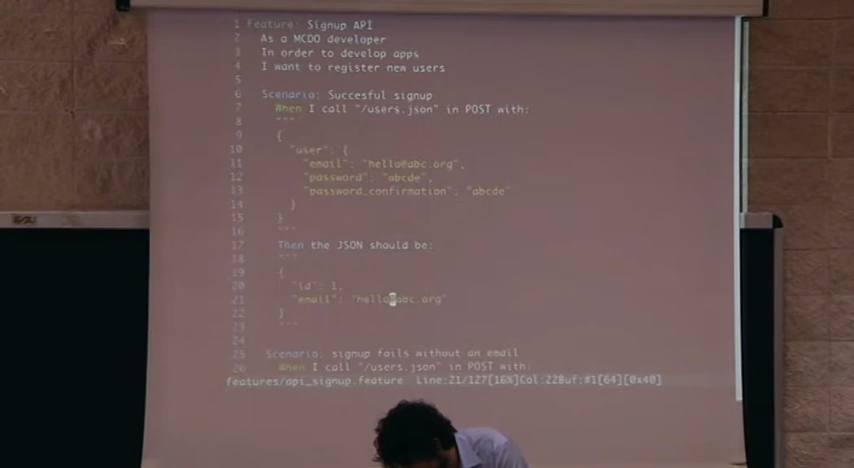 1 Feature: Signup API
2 As a MCDO developer
3 In order to develop apps
4 I want to register new users
5
6 Scenario: Succesful signup
7 When I call "/users.json" in POST with:
8 """
9 {
10 "user": {
11 "email": "hello@abc.org",
12 "password": "abcde",
13 "password_confirmation": "abcde"
14 }
15 }
16 """
17 Then the JSON should be:
18 """
19 {
20 "id": 1,
21 "email": "hello@abc.org"
22 }
23 """
24
25 Scenario: signup fails without an email
26 When I call "/users.json" in POST with:
features/api_signup.feature Line:21/127[16%]Col:22Buf:#1[64][0x40]